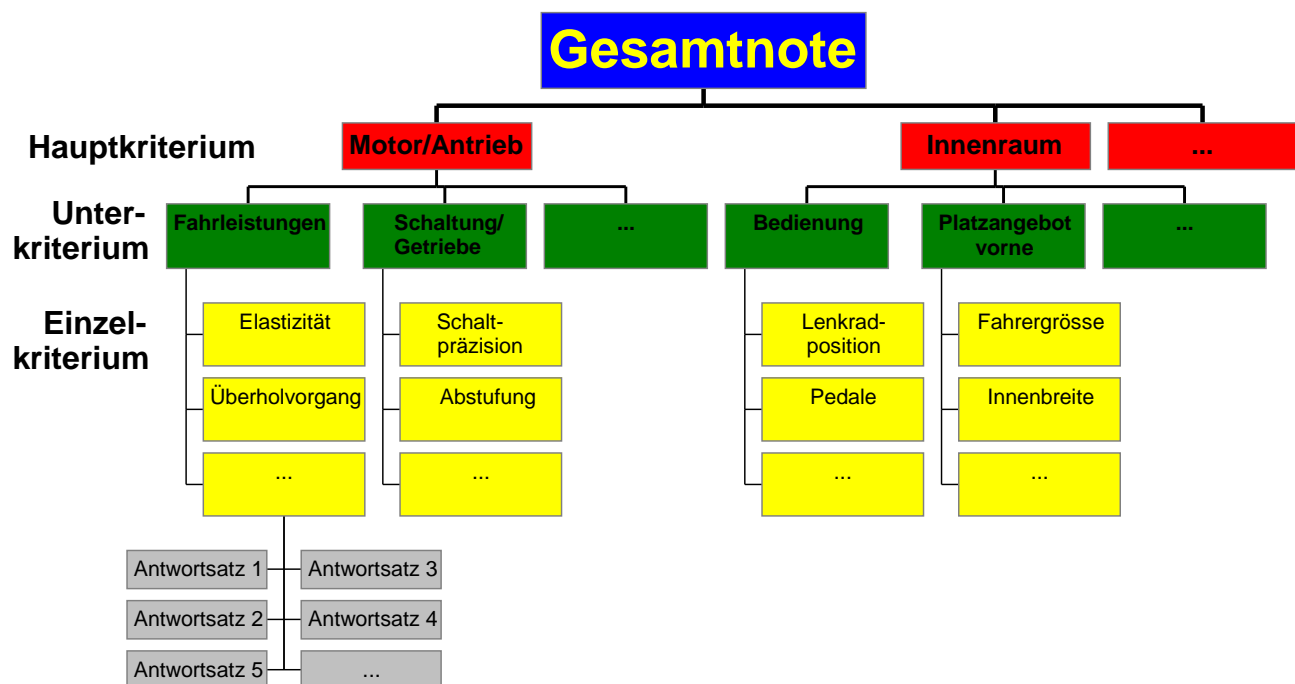 Gesamtnote
Hauptkriterium
Motor/Antrieb
Innenraum
...
Unter-
kriterium
Fahrleistungen
Schaltung/
Getriebe
...
Bedienung
Platzangebot
vorne
...
Einzel-
kriterium
Elastizität
Schalt-
präzision
Lenkrad-
position
Fahrergrösse
Überholvorgang
Abstufung
Pedale
Innenbreite
...
...
...
...
Antwortsatz 1
Antwortsatz 3
Antwortsatz 2
Antwortsatz 4
Antwortsatz 5
...